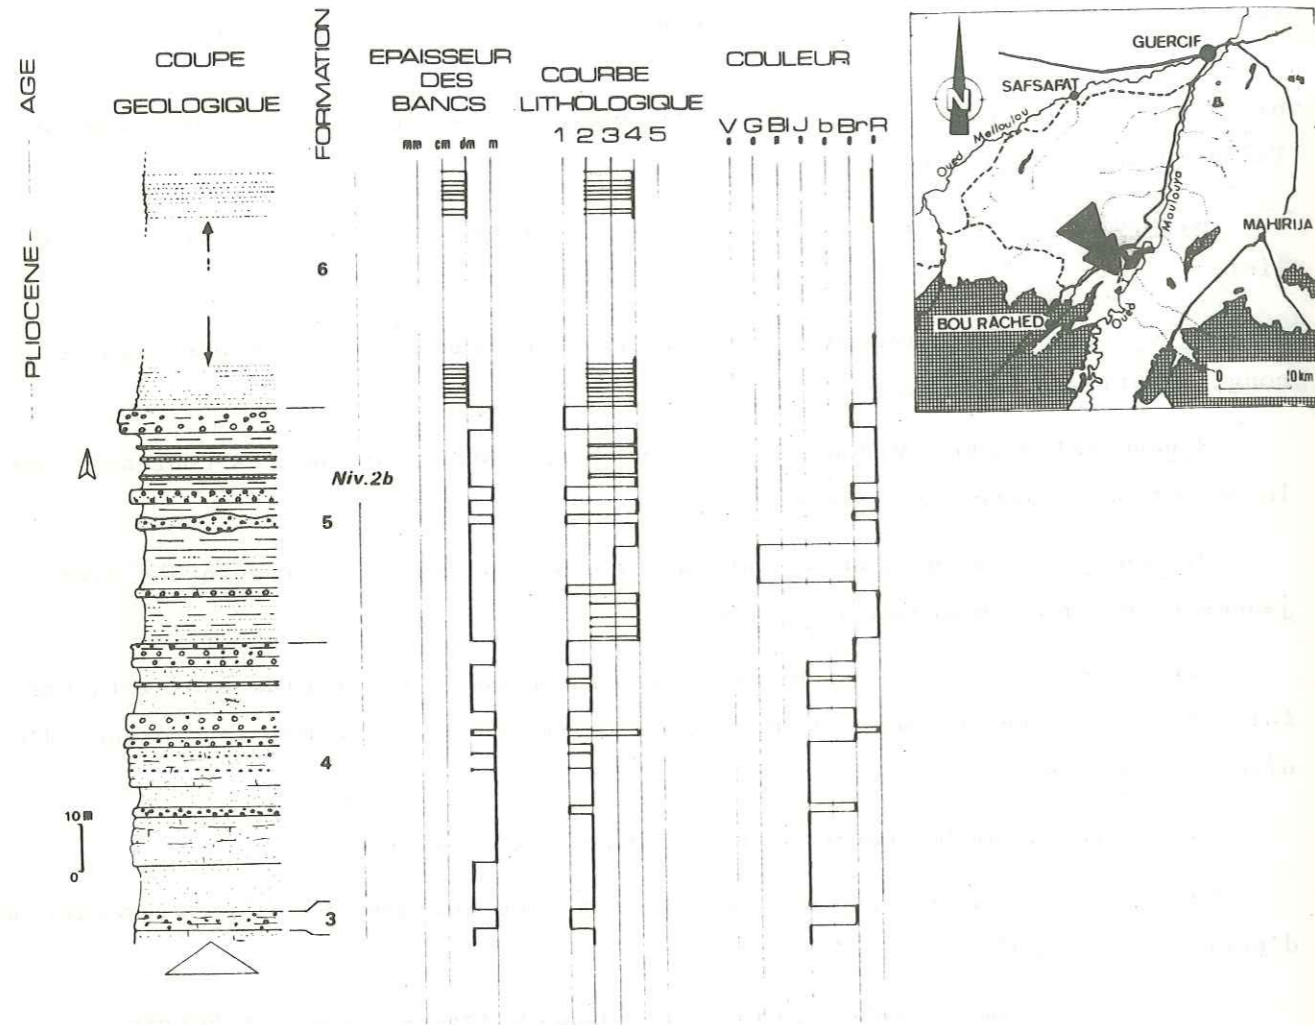 AGE
PLIOCENE
COUPE
GEOLOGIQUE
FORMATION
EPAISSEUR
DES
BANCS
mm cm dm m
COURBE
LITHOLOGIQUE
1 2 3 4 5
COULEUR
V G Bl J b Br R
6
Niv.2b
5
4
3
10 m
0
GUERCIF
SAFSAFAT
N
Oued Melloulou
Moulouya
MAHIRIJA
BOU RACHED
Oued
0 10 km